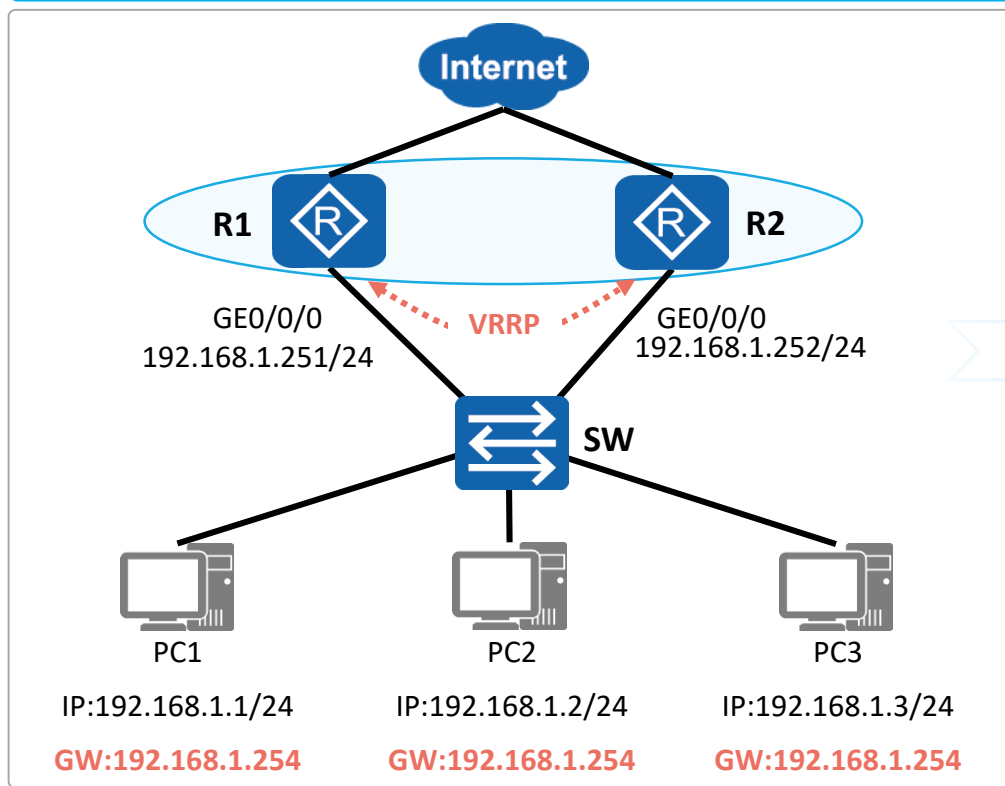 Internet
R
R
R1
R2
VRRP
GE0/0/0
192.168.1.251/24
GE0/0/0
192.168.1.252/24
SW
PC1
PC2
PC3
IP:192.168.1.1/24
IP:192.168.1.2/24
IP:192.168.1.3/24
GW:192.168.1.254
GW:192.168.1.254
GW:192.168.1.254